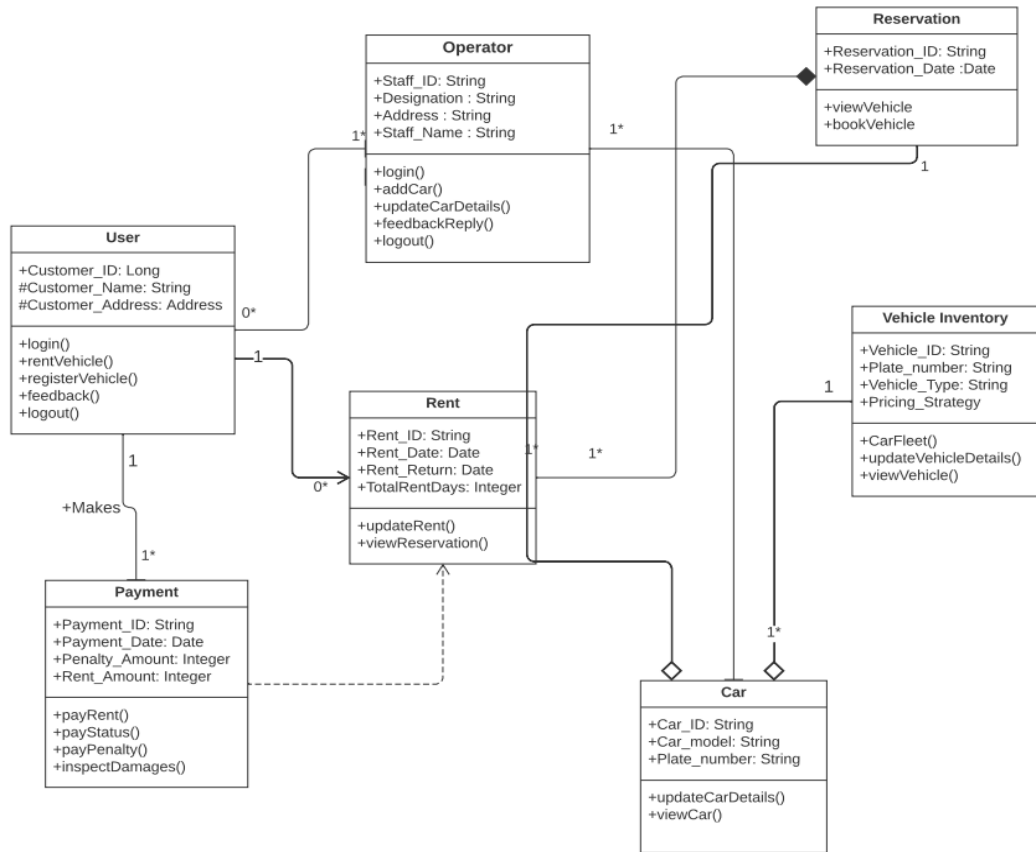 Reservation
+Reservation_ID: String
+Reservation_Date :Date
+viewVehicle
+bookVehicle
1
Operator
+Staff_ID: String
+Designation : String
+Address : String
+Staff_Name : String
+login()
+addCar()
+updateCarDetails()
+feedbackReply()
+logout()
1*
1*
User
+Customer_ID: Long
#Customer_Name: String
#Customer_Address: Address
+login()
+rentVehicle()
+registerVehicle()
+feedback()
+logout()
0*
1
1
+Makes
1*
Vehicle Inventory
+Vehicle_ID: String
+Plate_number: String
+Vehicle_Type: String
+Pricing_Strategy
+CarFleet()
+updateVehicleDetails()
+viewVehicle()
1
1*
Rent
+Rent_ID: String
+Rent_Date: Date
+Rent_Return: Date
+TotalRentDays: Integer
+updateRent()
+viewReservation()
0*
1*
1*
Payment
+Payment_ID: String
+Payment_Date: Date
+Penalty_Amount: Integer
+Rent_Amount: Integer
+payRent()
+payStatus()
+payPenalty()
+inspectDamages()
Car
+Car_ID: String
+Car_model: String
+Plate_number: String
+updateCarDetails()
+viewCar()